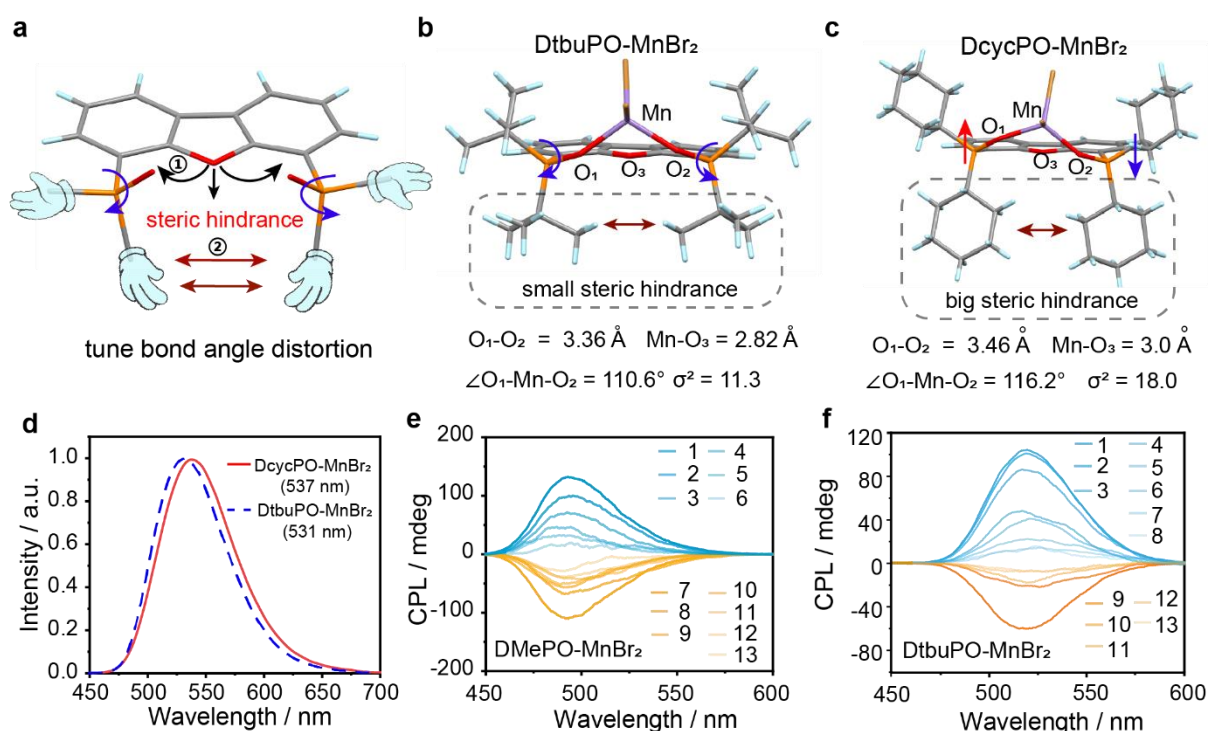 a
①
steric hindrance
②
tune bond angle distortion
b
DtbuPO-MnBr₂
Mn
O₁
O₃
O₂
small steric hindrance
O₁-O₂ = 3.36 Å Mn-O₃ = 2.82 Å
∠O₁-Mn-O₂ = 110.6° σ² = 11.3
c
DcycPO-MnBr₂
Mn
O₁
O₃
O₂
big steric hindrance
O₁-O₂ = 3.46 Å Mn-O₃ = 3.0 Å
∠O₁-Mn-O₂ = 116.2° σ² = 18.0
d
Intensity / a.u.
1.0
0.8
0.6
0.4
0.2
0.0
DcycPO-MnBr₂
(537 nm)
DtbuPO-MnBr₂
(531 nm)
450 500 550 600 650 700
Wavelength / nm
e
CPL / mdeg
200
100
0
-100
-200
1 4
2 5
3 6
7 10
8 11
9 12
13
DMePO-MnBr₂
450 500 550 600
Wavelength / nm
f
CPL / mdeg
120
80
40
0
-40
-80
1 4
2 5
3 6
7
8
9 12
10 13
11
DtbuPO-MnBr₂
450 500 550 600
Wavelength / nm